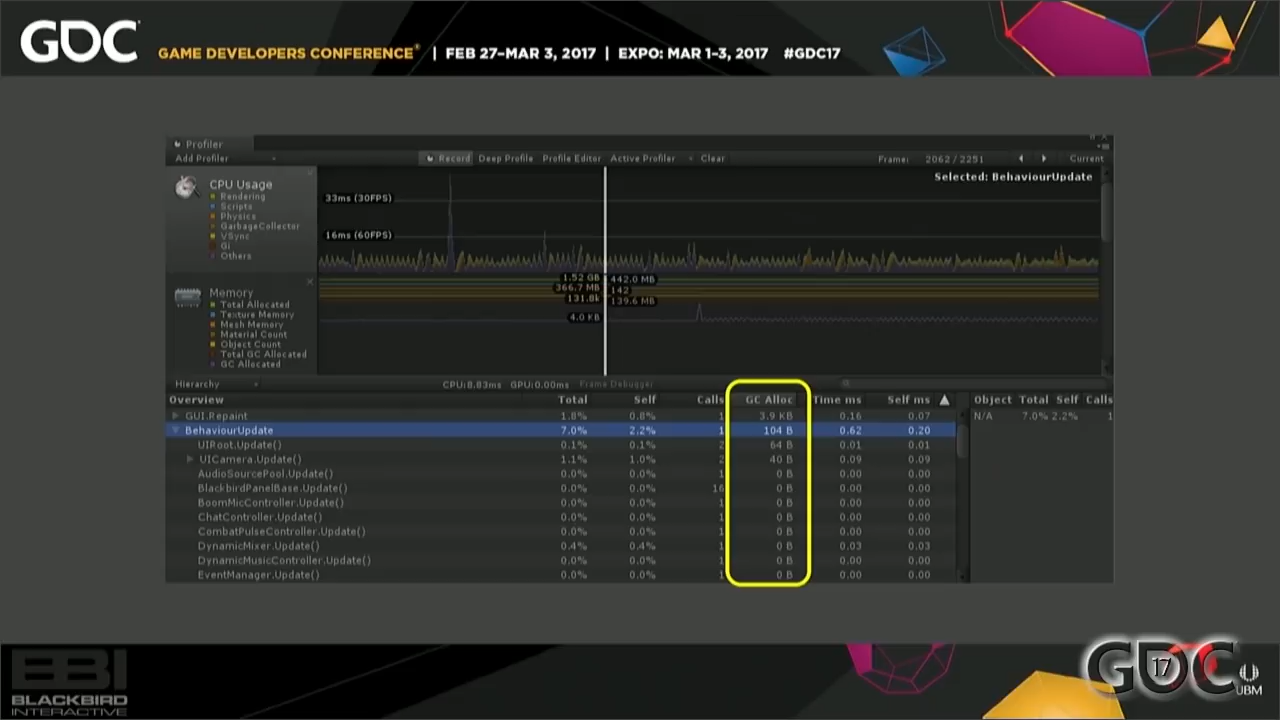 GDC GAME DEVELOPERS CONFERENCE® | FEB 27–MAR 3, 2017 | EXPO: MAR 1–3, 2017 #GDC17
Profiler
Add Profiler Record Deep Profile Profile Editor Active Profiler Clear Frame: 2062 / 2251 Current
Selected: BehaviourUpdate
CPU Usage
Rendering
Scripts
Physics
GarbageCollector
VSync
Gi
Others
33ms (30FPS)
16ms (60FPS)
Memory
Total Allocated
Texture Memory
Mesh Memory
Material Count
Object Count
Total GC Allocated
GC Allocated
1.52 GB 442.0 MB
366.7 MB 142
131.8k 139.6 MB
4.0 KB
Hierarchy CPU:8.83ms GPU:0.00ms Frame Debugger
Overview Total Self Calls GC Alloc Time ms Self ms Object Total Self Calls
GUI.Repaint 1.8% 0.8% 1 3.9 KB 0.16 0.07 N/A 7.0% 2.2% 1
BehaviourUpdate 7.0% 2.2% 1 104 B 0.62 0.20
UIRoot.Update() 0.1% 0.1% 2 64 B 0.01 0.01
UICamera.Update() 1.1% 1.0% 2 40 B 0.09 0.09
AudioSourcePool.Update() 0.0% 0.0% 1 0 B 0.00 0.00
BlackbirdPanelBase.Update() 0.0% 0.0% 16 0 B 0.00 0.00
BoomMicController.Update() 0.0% 0.0% 1 0 B 0.00 0.00
ChatController.Update() 0.0% 0.0% 1 0 B 0.00 0.00
CombatPulseController.Update() 0.0% 0.0% 1 0 B 0.00 0.00
DynamicMixer.Update() 0.4% 0.4% 1 0 B 0.03 0.03
DynamicMusicController.Update() 0.0% 0.0% 1 0 B 0.00 0.00
EventManager.Update() 0.0% 0.0% 1 0 B 0.00 0.00
BBI
BLACKBIRD
INTERACTIVE
GDC 17
UBM